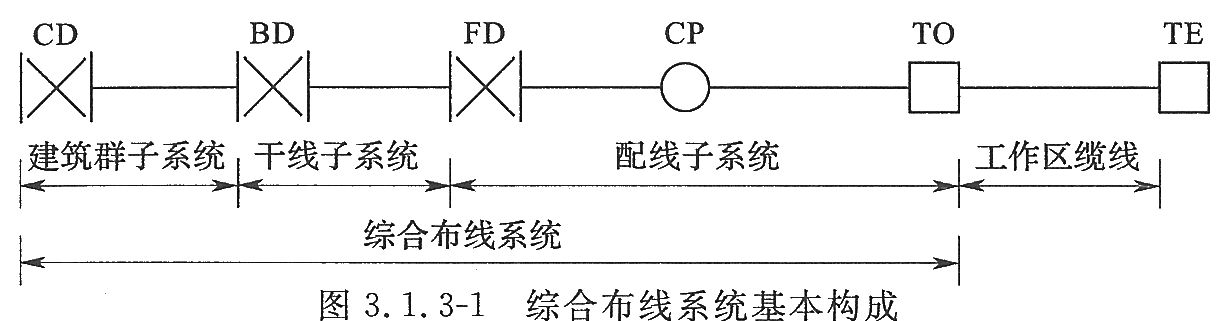 CD BD FD CP TO TE
建筑群子系统 干线子系统 配线子系统 工作区缆线
综合布线系统
图 3.1.3-1 综合布线系统基本构成